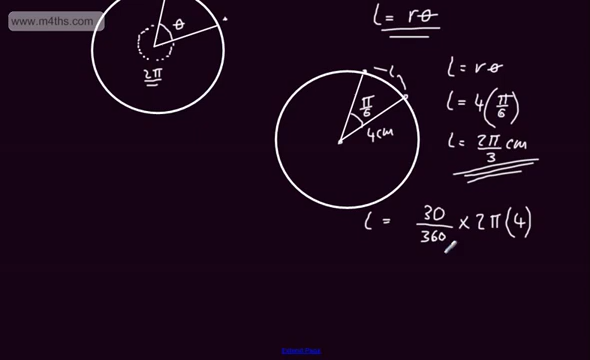 www.m4ths.com
l = rθ
θ
2π
l
π/6
4cm
l = rθ
l = 4(π/6)
l = 2π/3 cm
l = 30/360 × 2π(4)